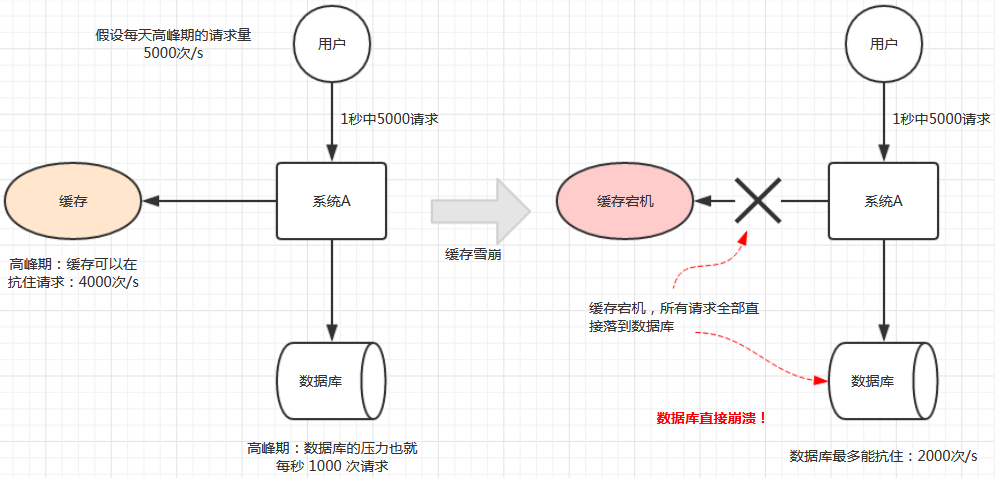 假设每天高峰期的请求量
5000次/s
用户
1秒中5000请求
缓存
系统A
高峰期：缓存可以在
抗住请求：4000次/s
数据库
高峰期：数据库的压力也就
每秒 1000 次请求
缓存雪崩
用户
1秒中5000请求
缓存宕机
系统A
缓存宕机，所有请求全部直
接落到数据库
数据库
数据库直接崩溃！
数据库最多能抗住：2000次/s